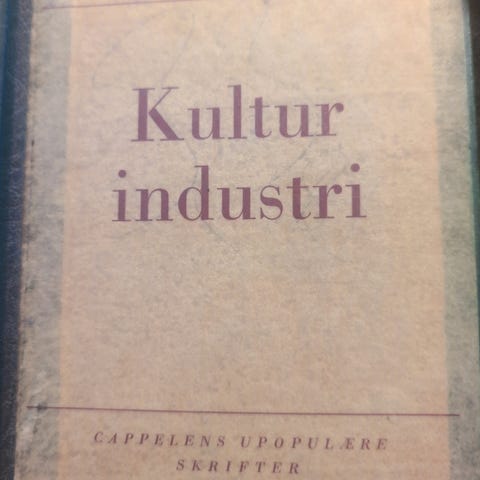 Kultur
industri
CAPPELENS UPOPULÆRE
SKRIFTER